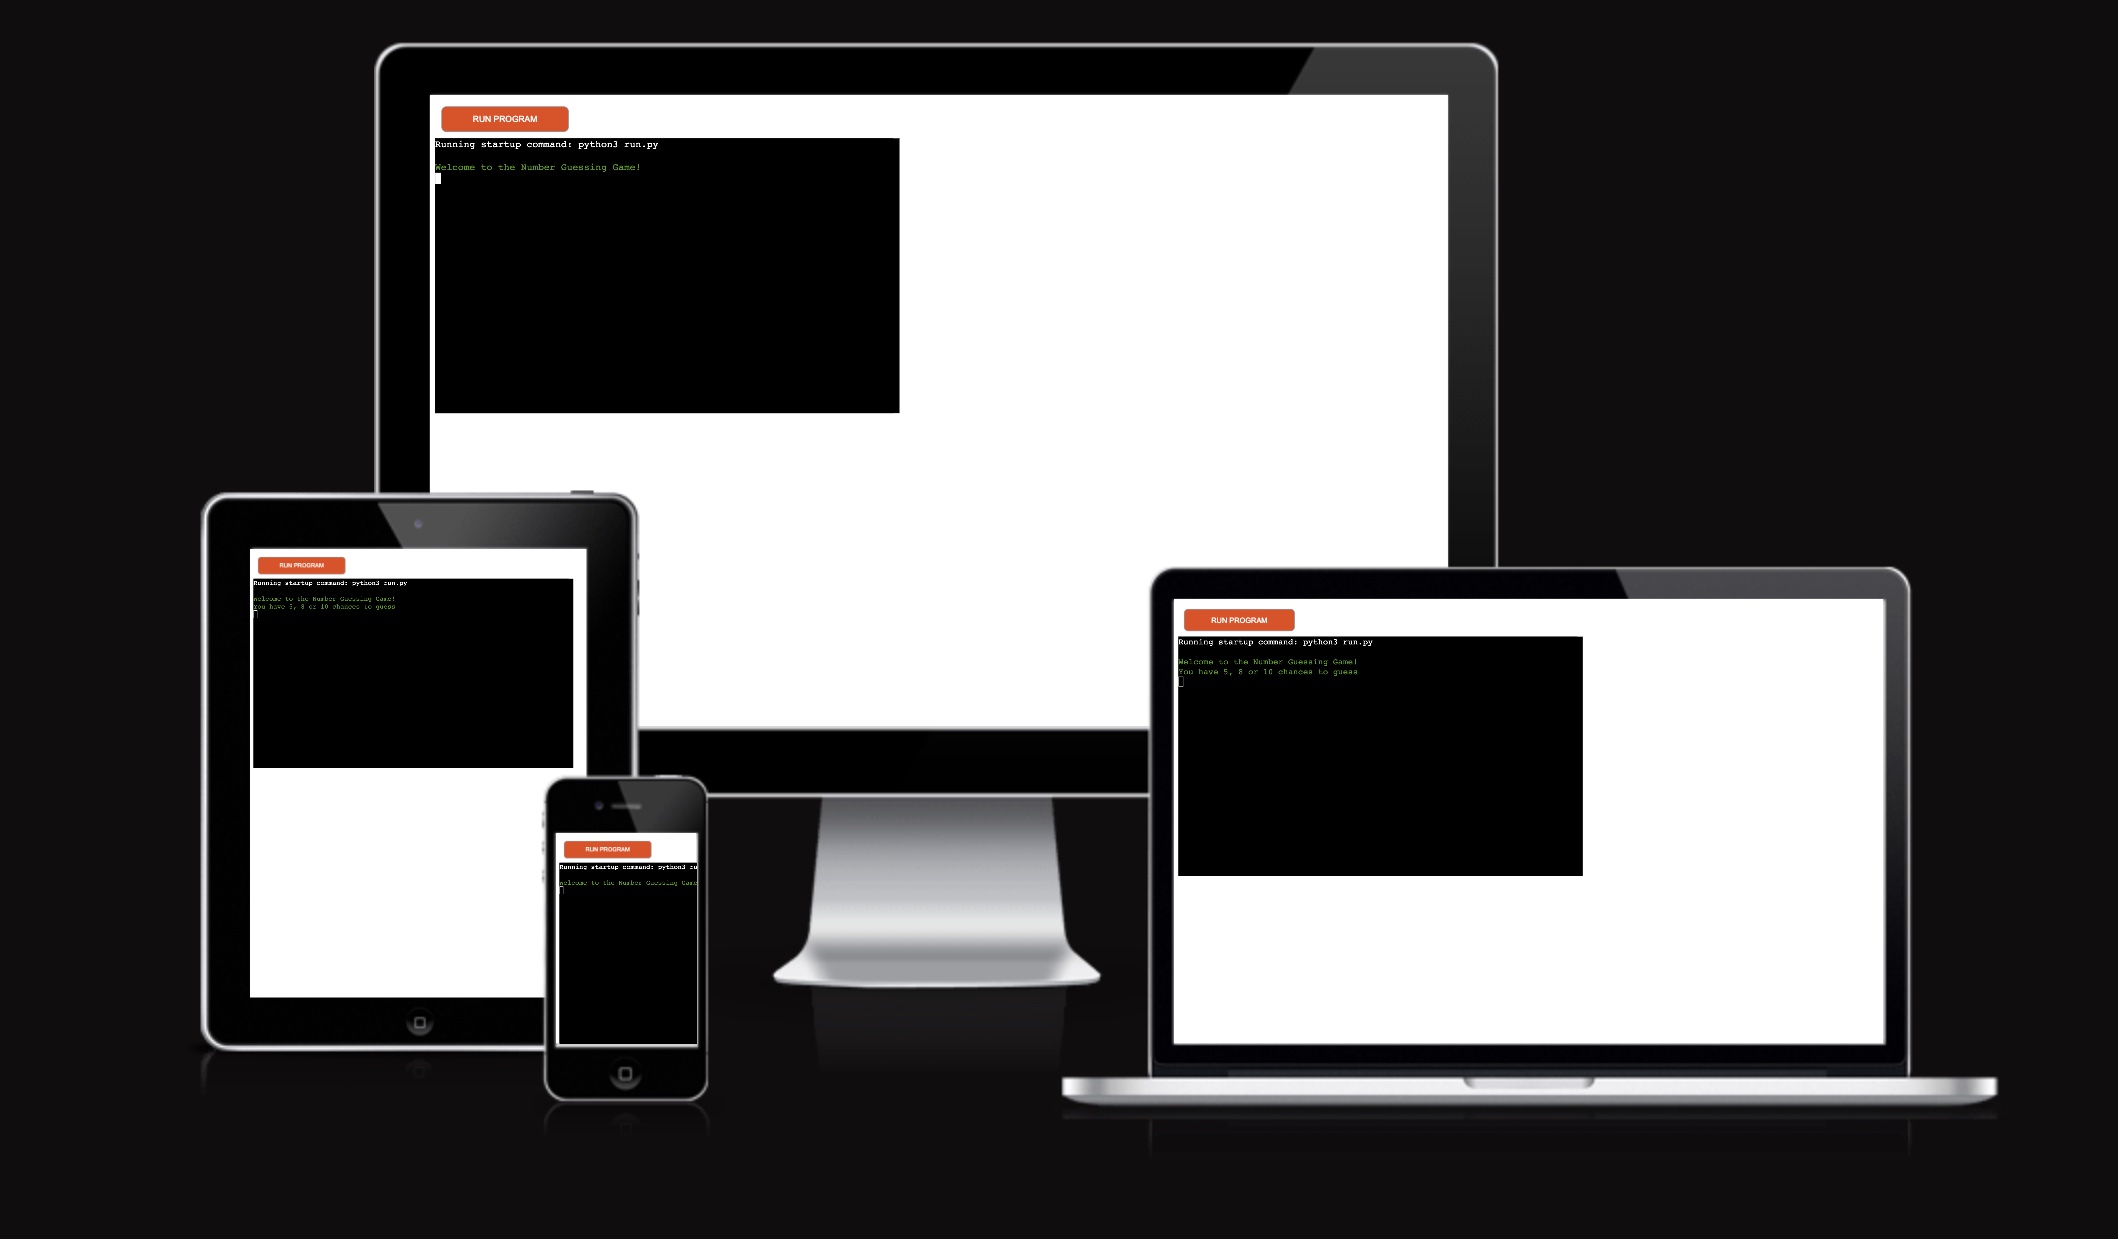 RUN PROGRAM
Running startup command: python3 run.py
Welcome to the Number Guessing Game!
RUN PROGRAM
Running startup command: python3 run.py
Welcome to the Number Guessing Game!
You have 5, 8 or 10 chances to guess
RUN PROGRAM
Running startup command: python3 run.py
Welcome to the Number Guessing Game!
You have 5, 8 or 10 chances to guess
RUN PROGRAM
Running startup command: python3 ru
Welcome to the Number Guessing Game